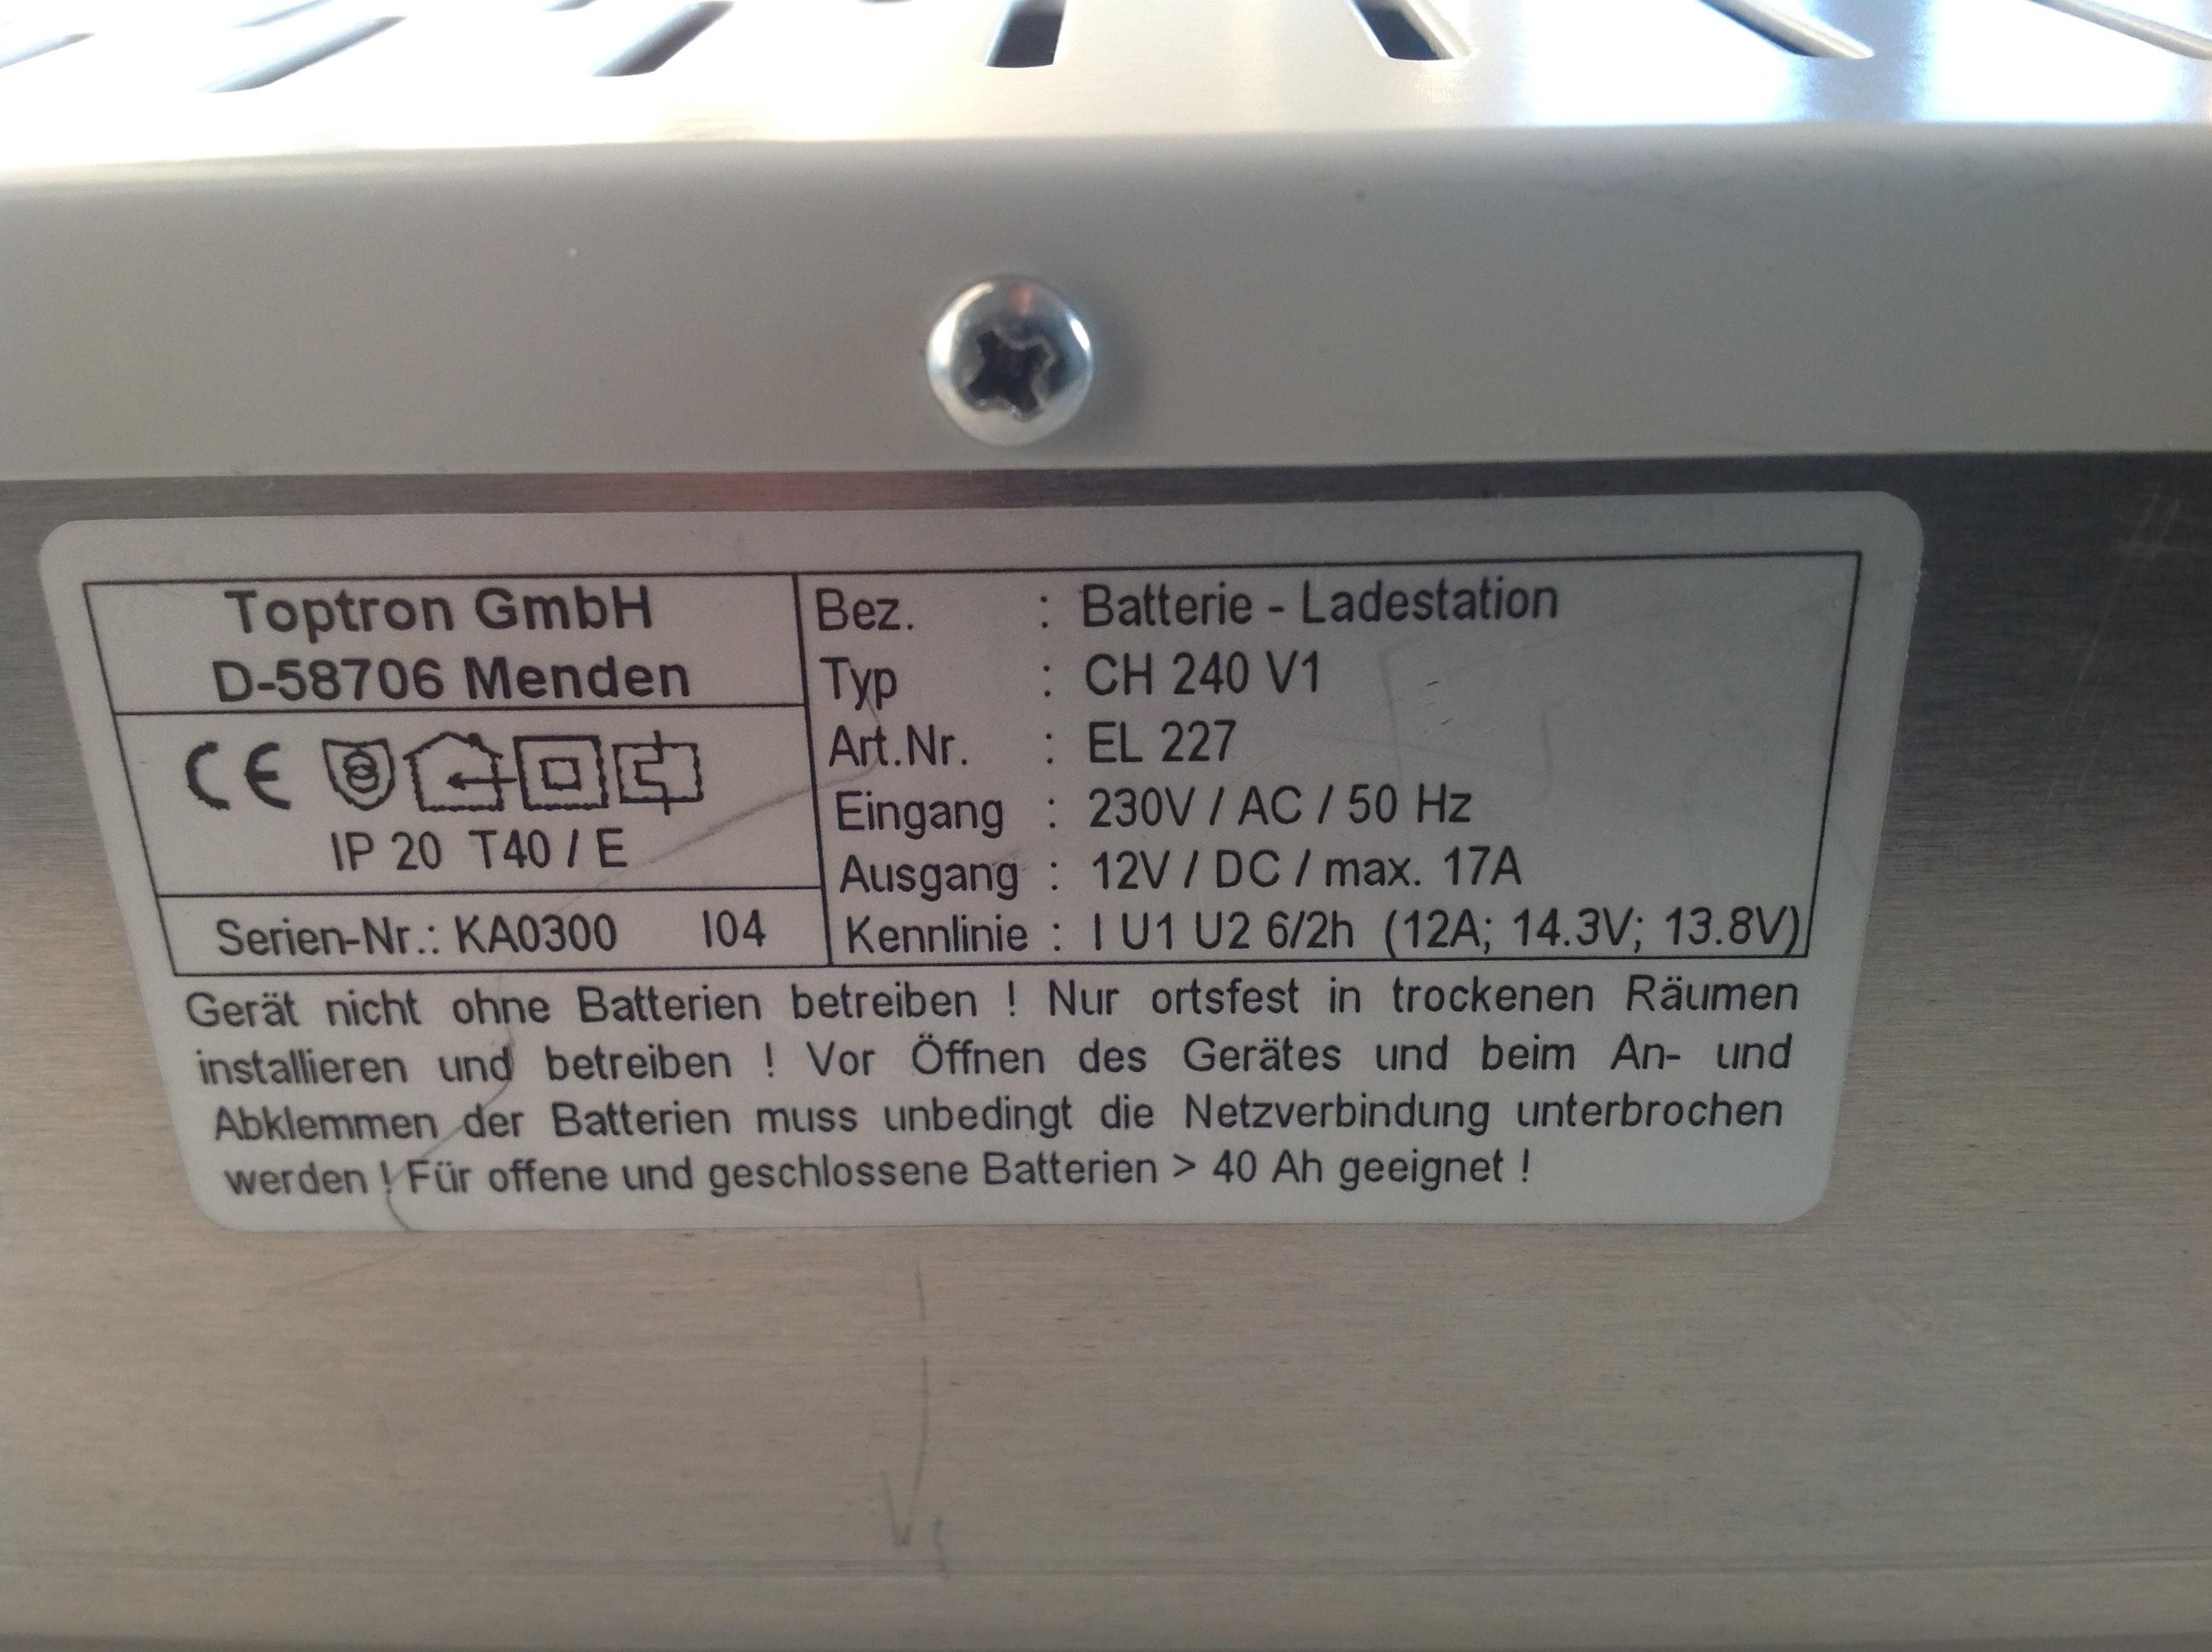 Toptron GmbH
D-58706 Menden
CE
IP 20 T40 / E
Serien-Nr.: KA0300 I04
Bez. : Batterie - Ladestation
Typ : CH 240 V1
Art.Nr. : EL 227
Eingang : 230V / AC / 50 Hz
Ausgang : 12V / DC / max. 17A
Kennlinie : I U1 U2 6/2h (12A; 14.3V; 13.8V)
Gerät nicht ohne Batterien betreiben ! Nur ortsfest in trockenen Räumen
installieren und betreiben ! Vor Öffnen des Gerätes und beim An- und
Abklemmen der Batterien muss unbedingt die Netzverbindung unterbrochen
werden ! Für offene und geschlossene Batterien > 40 Ah geeignet !